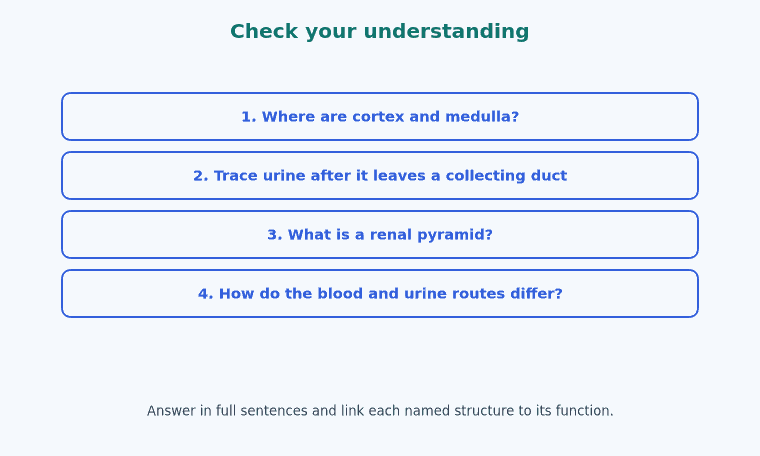 Check your understanding
1. Where are cortex and medulla?
2. Trace urine after it leaves a collecting duct
3. What is a renal pyramid?
4. How do the blood and urine routes differ?
Answer in full sentences and link each named structure to its function.